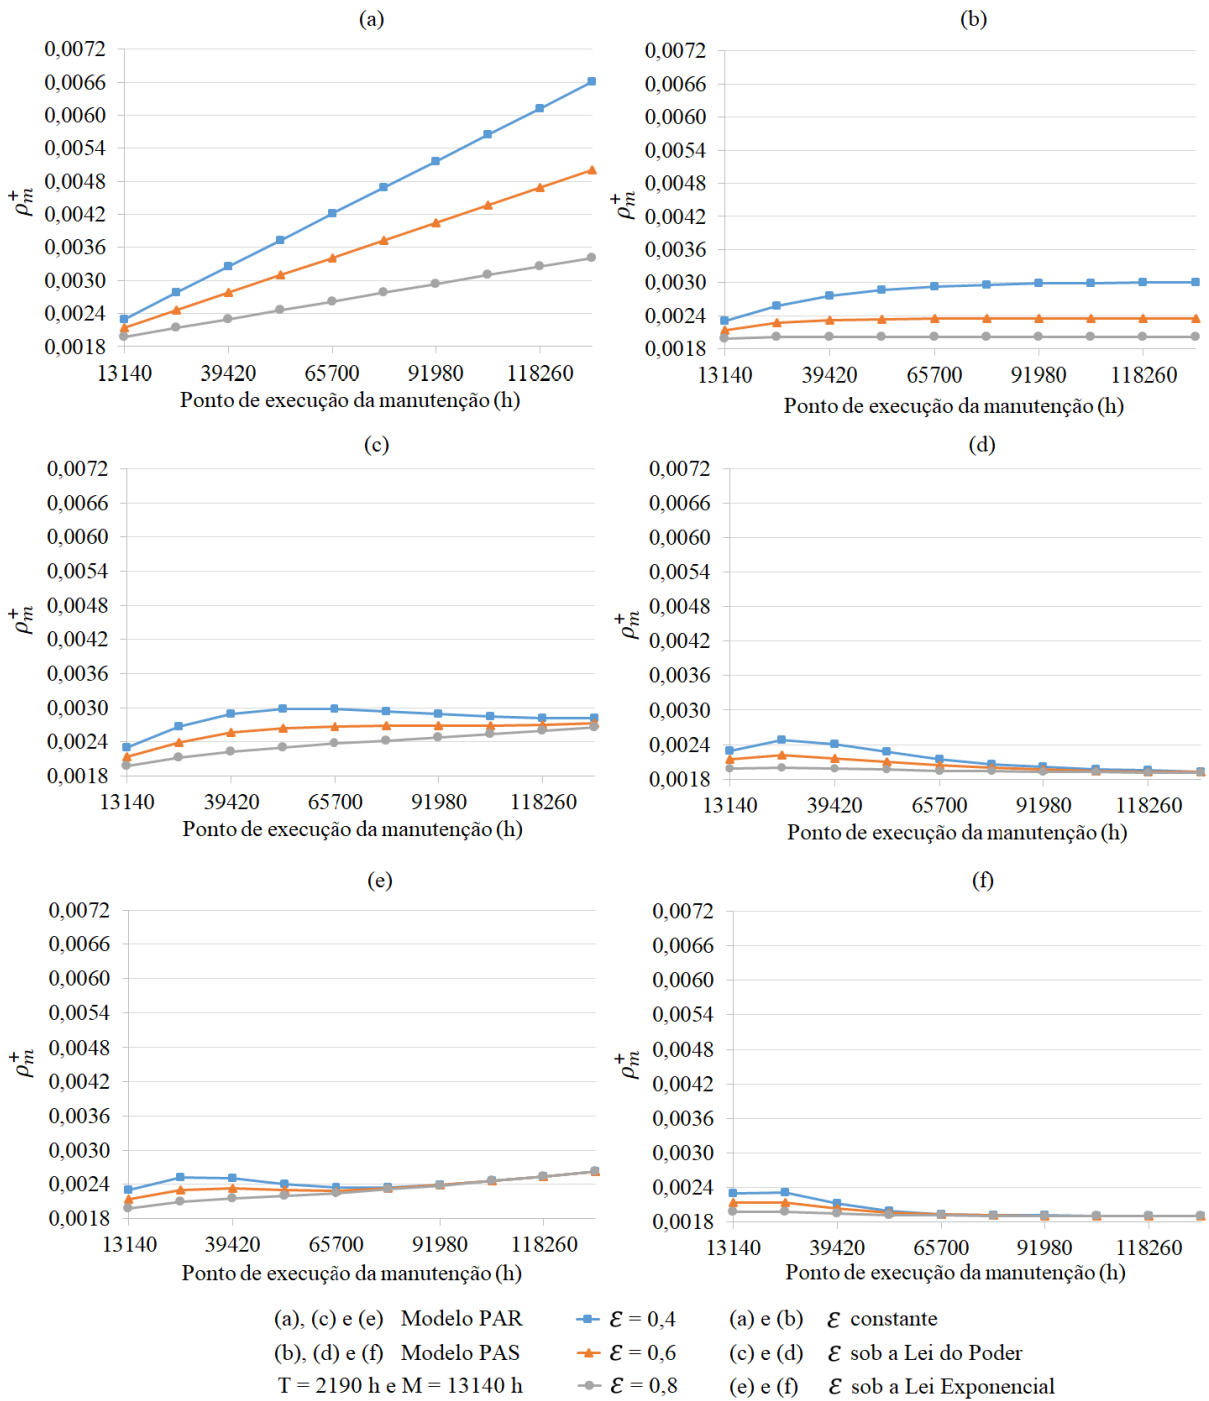 (a)
0,0072
0,0066
0,0060
0,0054
0,0048
0,0042
0,0036
0,0030
0,0024
0,0018
ρ_m^+
13140 39420 65700 91980 118260
Ponto de execução da manutenção (h)
(b)
0,0072
0,0066
0,0060
0,0054
0,0048
0,0042
0,0036
0,0030
0,0024
0,0018
ρ_m^+
13140 39420 65700 91980 118260
Ponto de execução da manutenção (h)
(c)
0,0072
0,0066
0,0060
0,0054
0,0048
0,0042
0,0036
0,0030
0,0024
0,0018
ρ_m^+
13140 39420 65700 91980 118260
Ponto de execução da manutenção (h)
(d)
0,0072
0,0066
0,0060
0,0054
0,0048
0,0042
0,0036
0,0030
0,0024
0,0018
ρ_m^+
13140 39420 65700 91980 118260
Ponto de execução da manutenção (h)
(e)
0,0072
0,0066
0,0060
0,0054
0,0048
0,0042
0,0036
0,0030
0,0024
0,0018
ρ_m^+
13140 39420 65700 91980 118260
Ponto de execução da manutenção (h)
(f)
0,0072
0,0066
0,0060
0,0054
0,0048
0,0042
0,0036
0,0030
0,0024
0,0018
ρ_m^+
13140 39420 65700 91980 118260
Ponto de execução da manutenção (h)
(a), (c) e (e) Modelo PAR ℰ = 0,4 (a) e (b) ℰ constante
(b), (d) e (f) Modelo PAS ℰ = 0,6 (c) e (d) ℰ sob a Lei do Poder
T = 2190 h e M = 13140 h ℰ = 0,8 (e) e (f) ℰ sob a Lei Exponencial